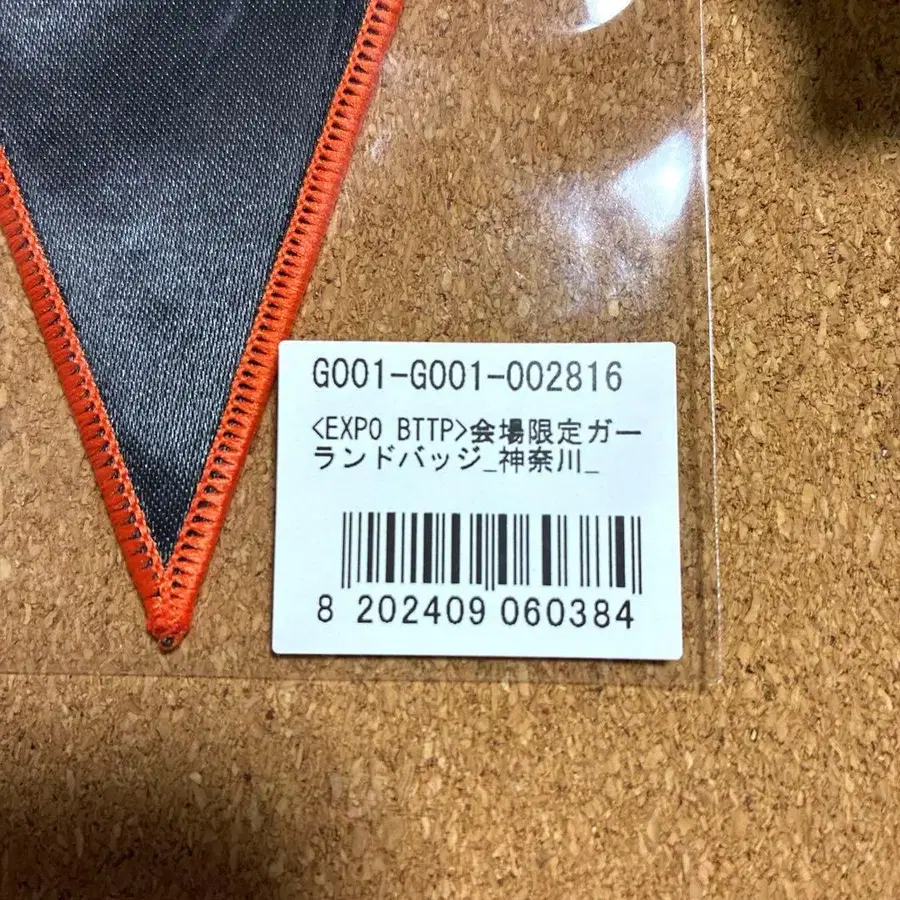 G001-G001-002816
<EXPO BTTP>会場限定ガー
ランドバッジ_神奈川_
8 202409 060384